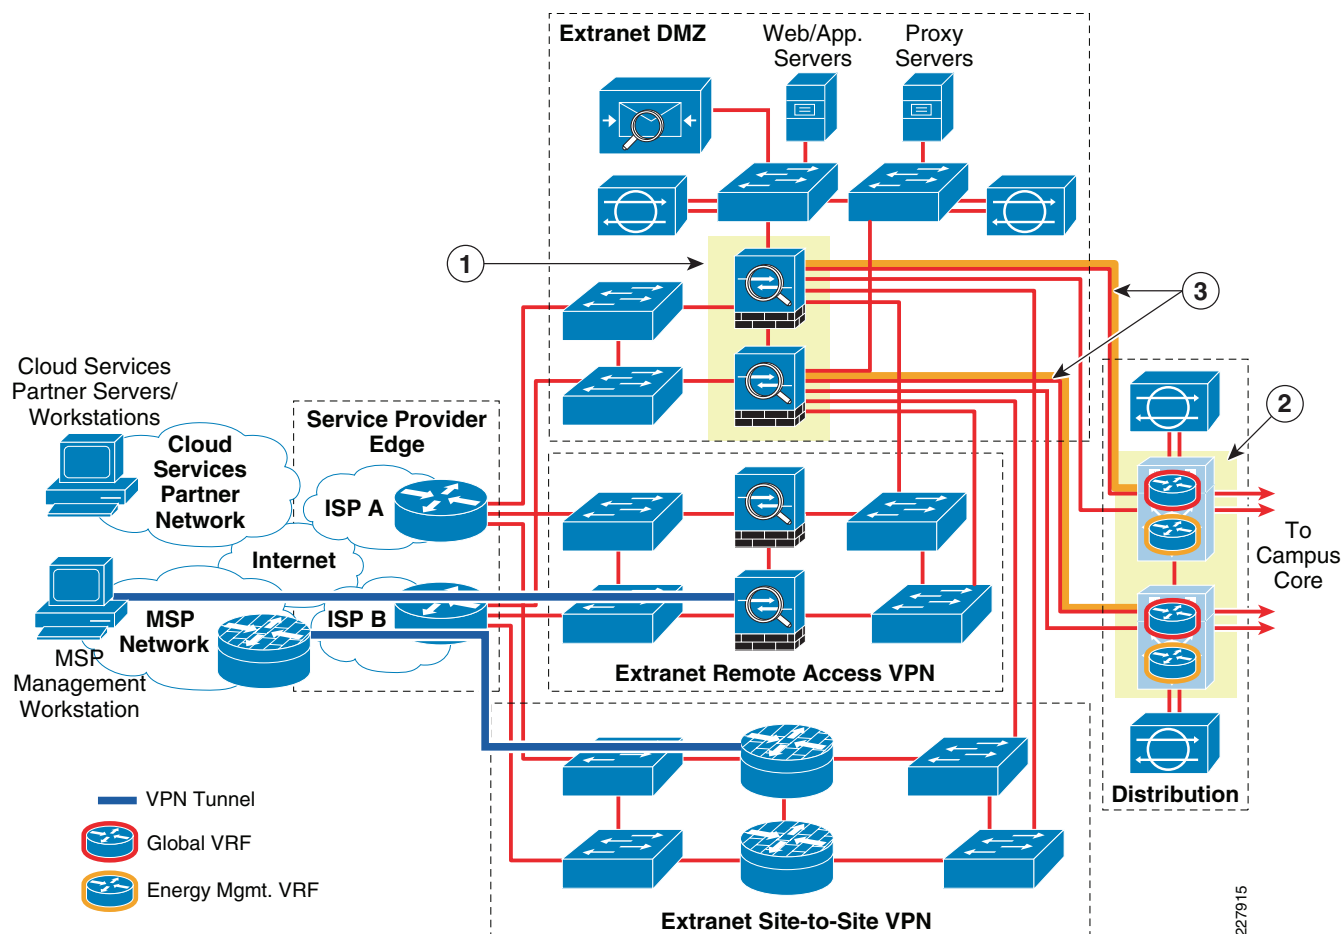 Extranet DMZ
Web/App.
Servers
Proxy
Servers
1
3
2
Cloud Services
Partner Servers/
Workstations
Service Provider
Edge
Cloud
Services
Partner
Network
ISP A
Internet
ISP B
MSP
Network
MSP
Management
Workstation
To
Campus
Core
Extranet Remote Access VPN
Distribution
VPN Tunnel
Global VRF
Energy Mgmt. VRF
Extranet Site-to-Site VPN
227915